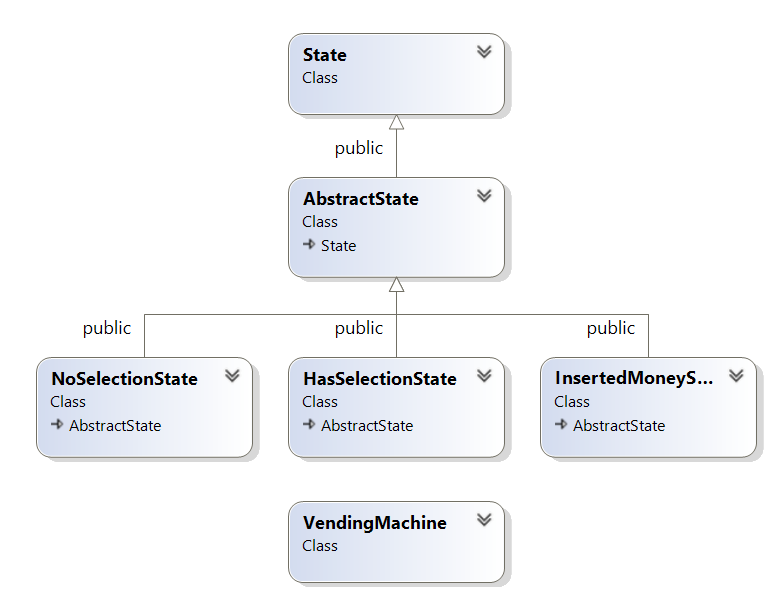 State
Class
public
AbstractState
Class
State
public
public
public
NoSelectionState
Class
AbstractState
HasSelectionState
Class
AbstractState
InsertedMoneyS...
Class
AbstractState
VendingMachine
Class